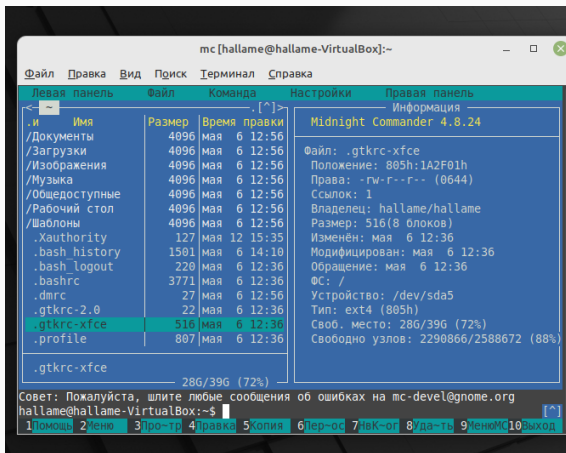 mc [hallame@hallame-VirtualBox]:~
Файл Правка Вид Поиск Терминал Справка
Левая панель Файл Команда Настройки Правая панель
<- ~ .[^]>
.и Имя Размер Время правки
/Документы 4096 мая 6 12:56
/Загрузки 4096 мая 6 12:56
/Изображения 4096 мая 6 12:56
/Музыка 4096 мая 6 12:56
/Общедоступные 4096 мая 6 12:56
/Рабочий стол 4096 мая 6 12:56
/Шаблоны 4096 мая 6 12:56
.Xauthority 127 мая 12 15:35
.bash_history 1501 мая 6 14:10
.bash_logout 220 мая 6 12:36
.bashrc 3771 мая 6 12:36
.dmrc 27 мая 6 12:56
.gtkrc-2.0 22 мая 6 12:36
.gtkrc-xfce 516 мая 6 12:36
.profile 807 мая 6 12:36
.gtkrc-xfce
28G/39G (72%)
Информация
Midnight Commander 4.8.24
Файл: .gtkrc-xfce
Положение: 805h:1A2F01h
Права: -rw-r--r-- (0644)
Ссылок: 1
Владелец: hallame/hallame
Размер: 516(8 блоков)
Изменён: мая 6 12:36
Модифицирован: мая 6 12:36
Обращение: мая 6 12:36
ФС: /
Устройство: /dev/sda5
Тип: ext4 (805h)
Своб. место: 28G/39G (72%)
Свободно узлов: 2290866/2588672 (88%)
Совет: Пожалуйста, шлите любые сообщения об ошибках на mc-devel@gnome.org
hallame@hallame-VirtualBox:~$ [^]
1Помощь 2Меню 3Про~тр 4Правка 5Копия 6Пер~ос 7НвК~ог 8Уда~ть 9МенюMC 10Выход